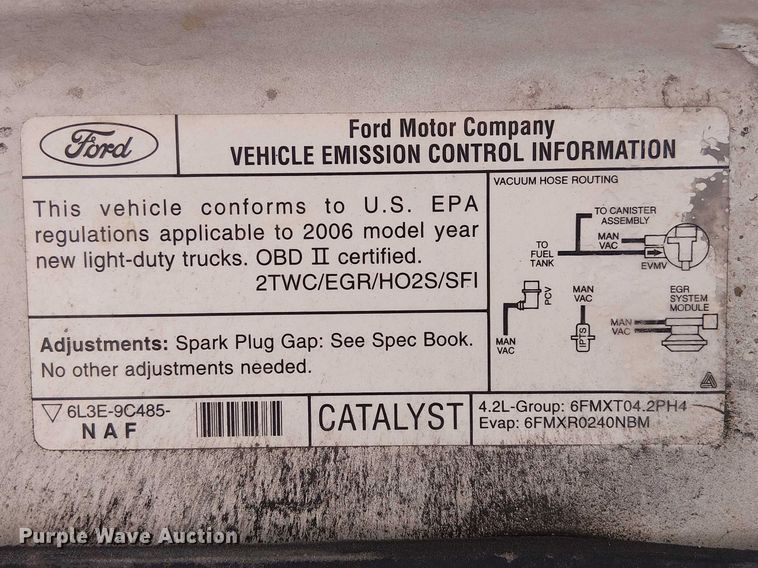 Ford
Ford Motor Company
VEHICLE EMISSION CONTROL INFORMATION
This vehicle conforms to U.S. EPA
regulations applicable to 2006 model year
new light-duty trucks. OBD II certified.
2TWC/EGR/HO2S/SFI
Adjustments: Spark Plug Gap: See Spec Book.
No other adjustments needed.
VACUUM HOSE ROUTING
TO CANISTER
ASSEMBLY
MAN
VAC
TO
FUEL
TANK
EVMV
PCV
MAN
VAC
MAN
VAC
IPTS
EGR
SYSTEM
MODULE
MAN
VAC
6L3E-9C485-
NAF
CATALYST
4.2L-Group: 6FMXT04.2PH4
Evap: 6FMXR0240NBM
Purple Wave Auction